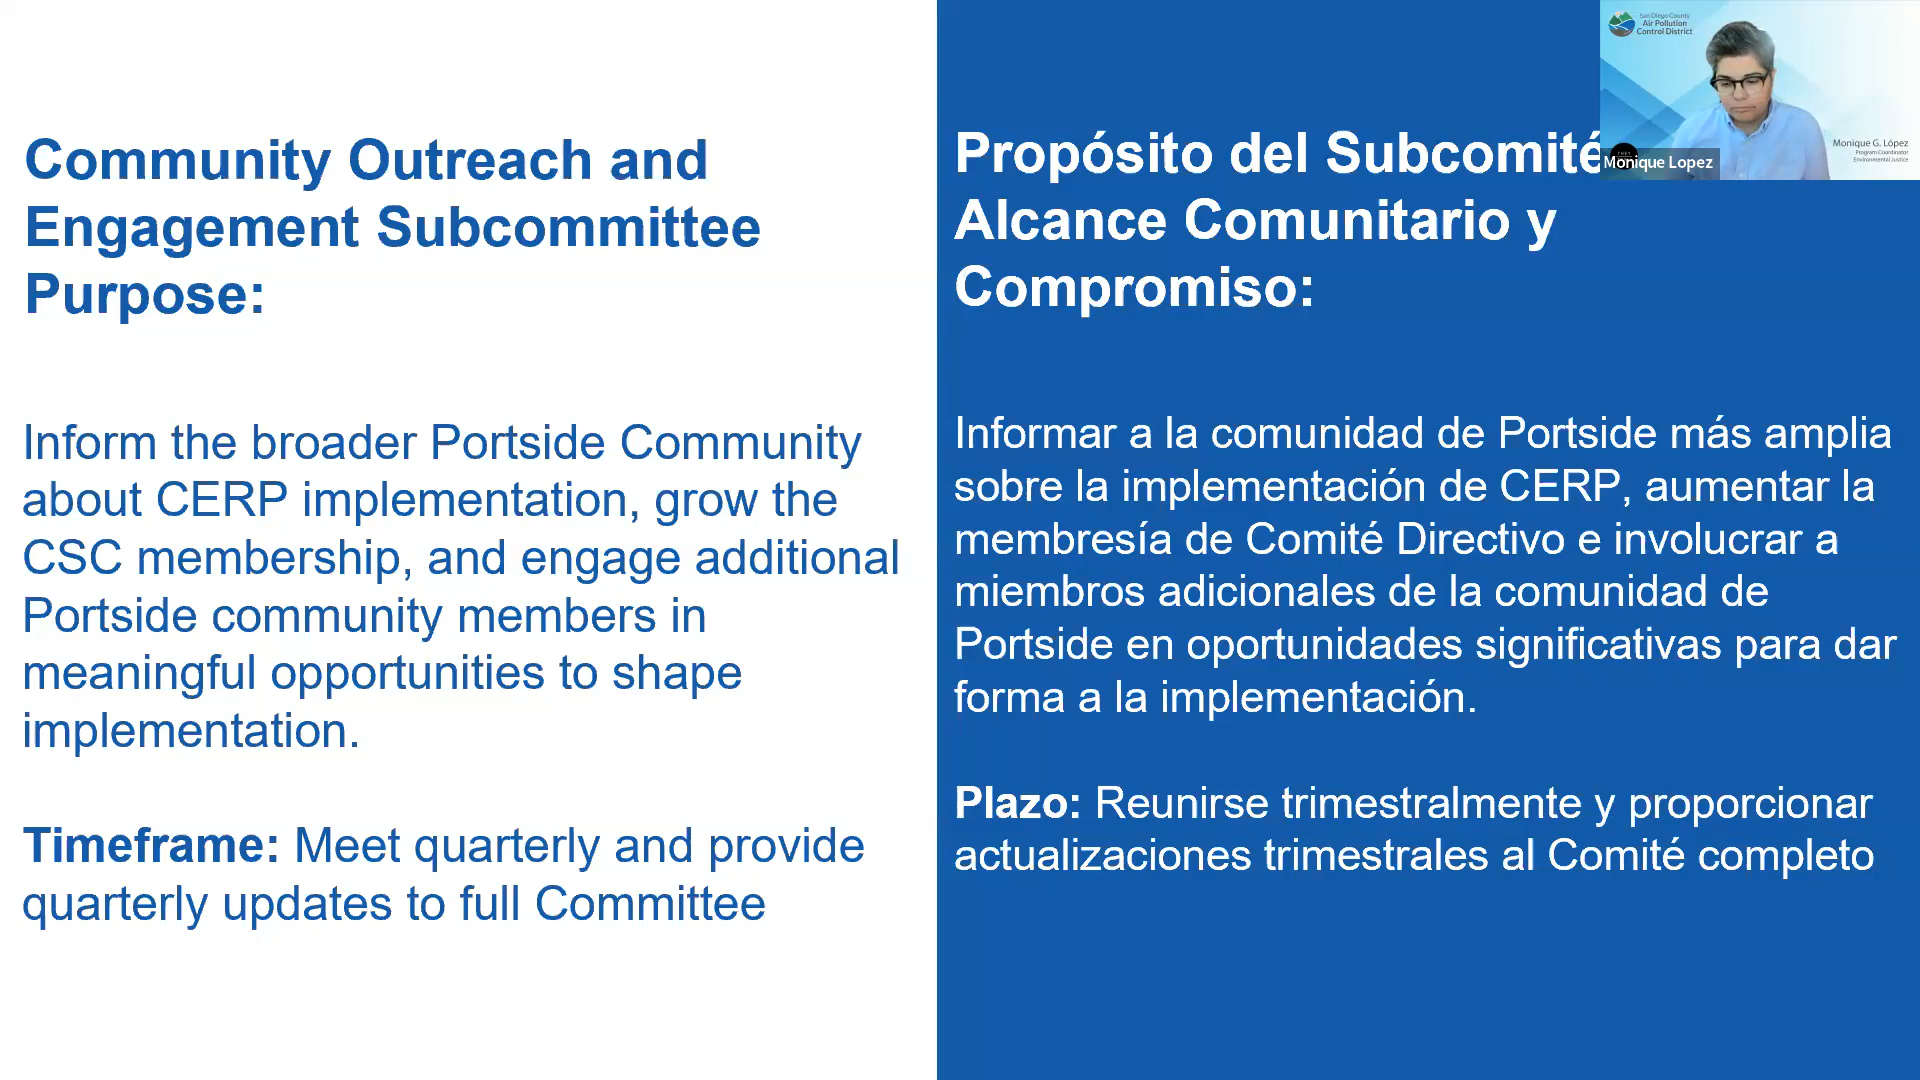 Community Outreach and
Engagement Subcommittee
Purpose:
Inform the broader Portside Community
about CERP implementation, grow the
CSC membership, and engage additional
Portside community members in
meaningful opportunities to shape
implementation.
Timeframe: Meet quarterly and provide
quarterly updates to full Committee
Propósito del Subcomité
Alcance Comunitario y
Compromiso:
Informar a la comunidad de Portside más amplia
sobre la implementación de CERP, aumentar la
membresía de Comité Directivo e involucrar a
miembros adicionales de la comunidad de
Portside en oportunidades significativas para dar
forma a la implementación.
Plazo: Reunirse trimestralmente y proporcionar
actualizaciones trimestrales al Comité completo
San Diego County
Air Pollution
Control District
Monique G. López
Program Coordinator
Environmental Justice
Monique Lopez